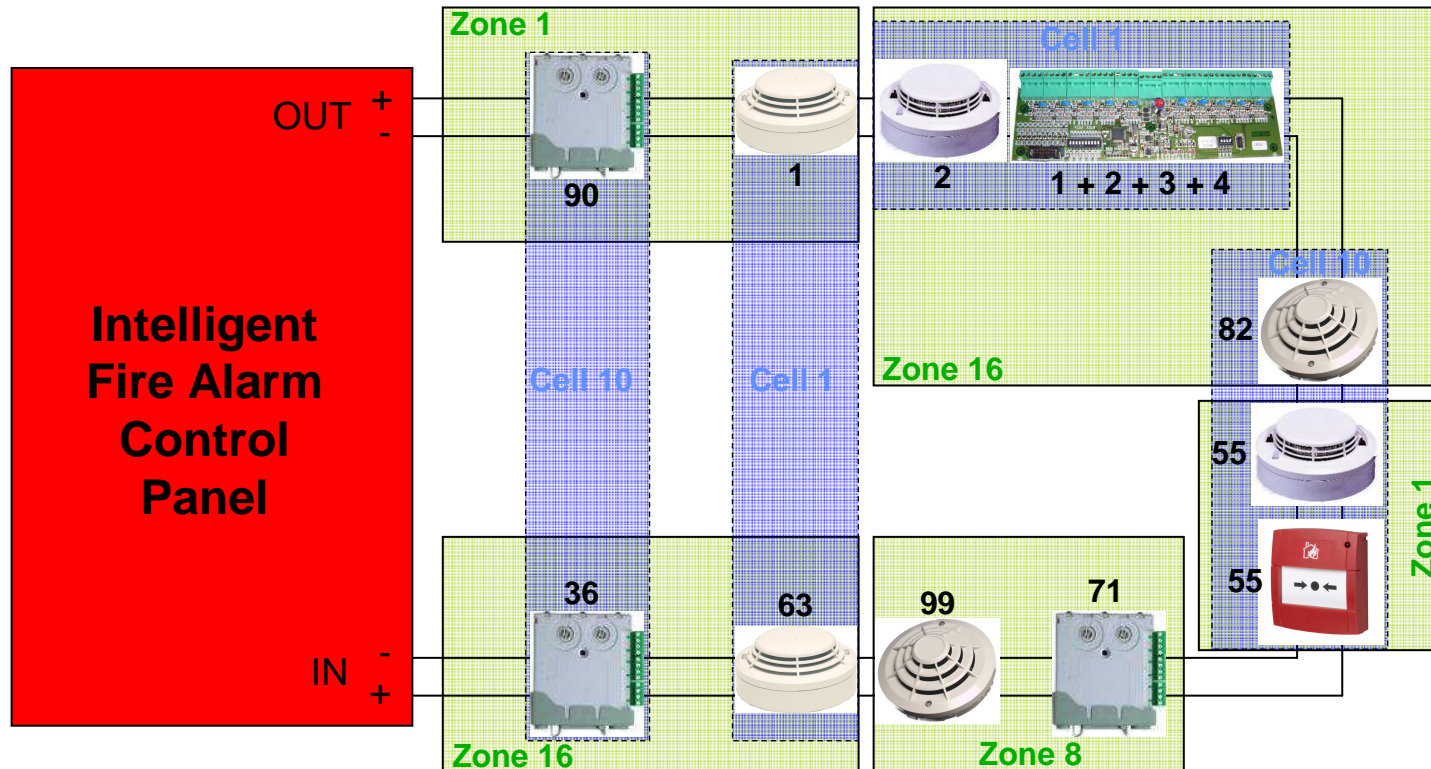 Zone 1
Cell 1
OUT
+
-
90
1
2
1 + 2 + 3 + 4
Cell 10
82
Intelligent
Fire Alarm
Control
Panel
Cell 10
Cell 1
Zone 16
55
Zone 1
55
36
63
99
71
IN
-
+
Zone 16
Zone 8